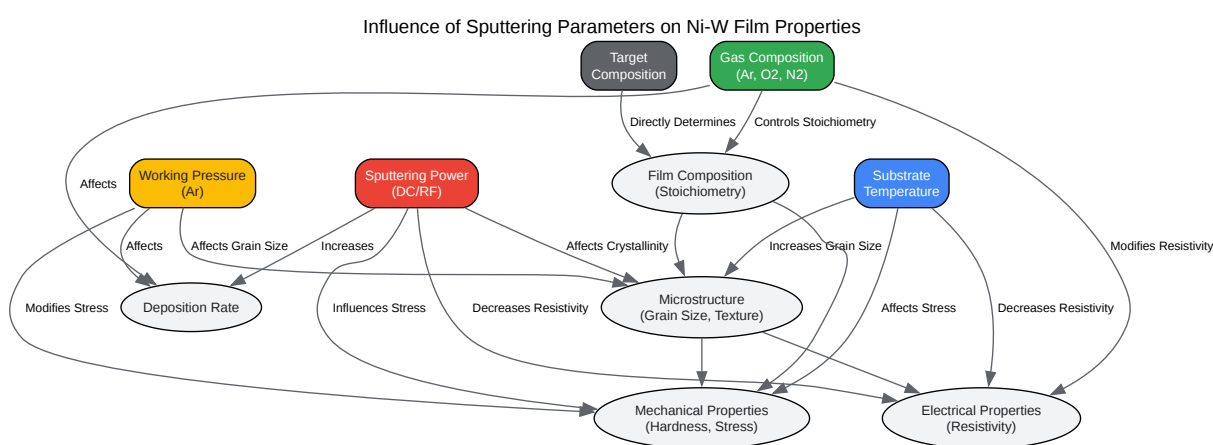 Influence of Sputtering Parameters on Ni-W Film Properties
Target
Composition
Gas Composition
(Ar, O2, N2)
Directly Determines
Controls Stoichiometry
Working Pressure
(Ar)
Sputtering Power
(DC/RF)
Film Composition
(Stoichiometry)
Substrate
Temperature
Affects
Affects
Affects Grain Size
Increases
Affects Crystallinity
Increases Grain Size
Modifies Resistivity
Modifies Stress
Deposition Rate
Influences Stress
Decreases Resistivity
Microstructure
(Grain Size, Texture)
Affects Stress
Decreases Resistivity
Mechanical Properties
(Hardness, Stress)
Electrical Properties
(Resistivity)